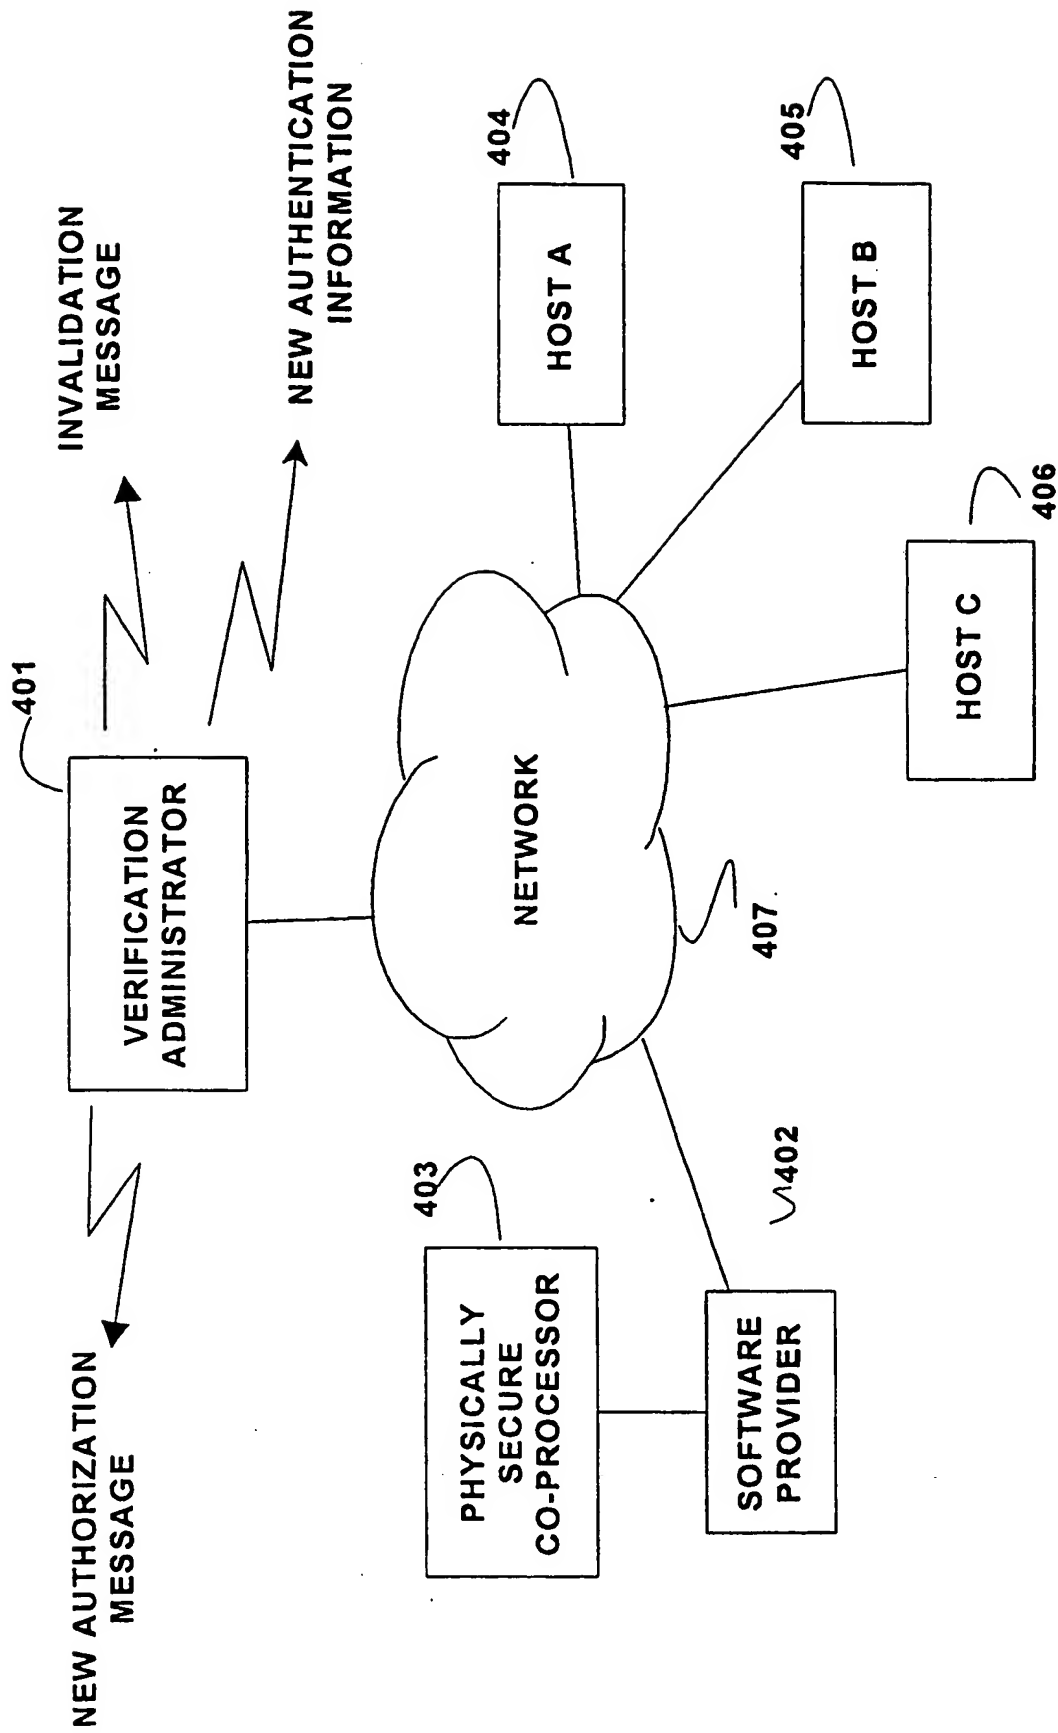 NEW AUTHORIZATION
MESSAGE
401
INVALIDATION
MESSAGE
VERIFICATION
ADMINISTRATOR
NEW AUTHENTICATION
INFORMATION
403
PHYSICALLY
SECURE
CO-PROCESSOR
NETWORK
404
HOST A
402
SOFTWARE
PROVIDER
407
405
HOST B
HOST C
406